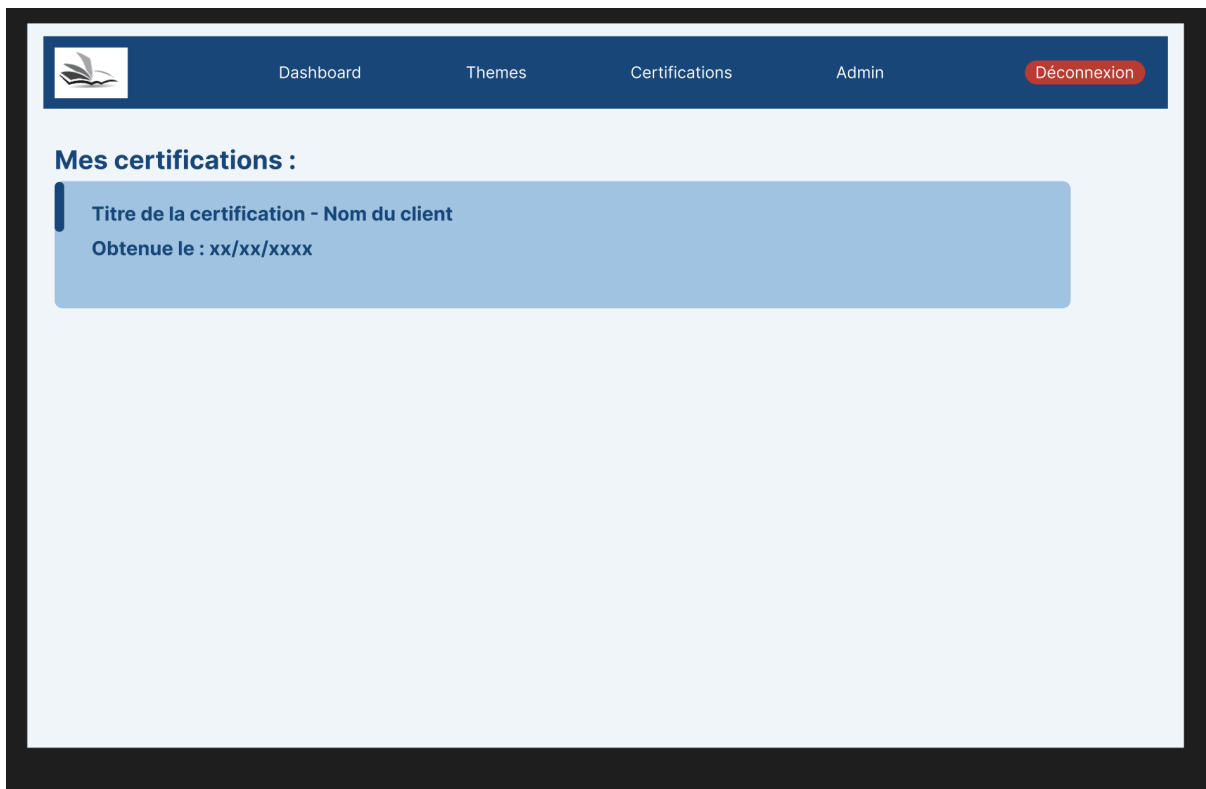 Dashboard Themes Certifications Admin Déconnexion
Mes certifications :
Titre de la certification - Nom du client
Obtenue le : xx/xx/xxxx